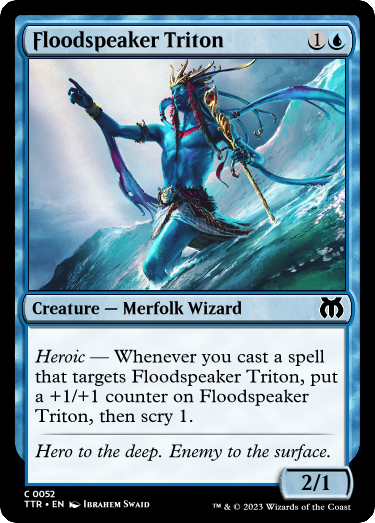 Floodspeaker Triton 1
Creature — Merfolk Wizard
Heroic — Whenever you cast a spell
that targets Floodspeaker Triton, put
a +1/+1 counter on Floodspeaker
Triton, then scry 1.
Hero to the deep. Enemy to the surface.
2/1
C 0052
TTR • EN Ibrahem Swaid
™ & © 2023 Wizards of the Coast